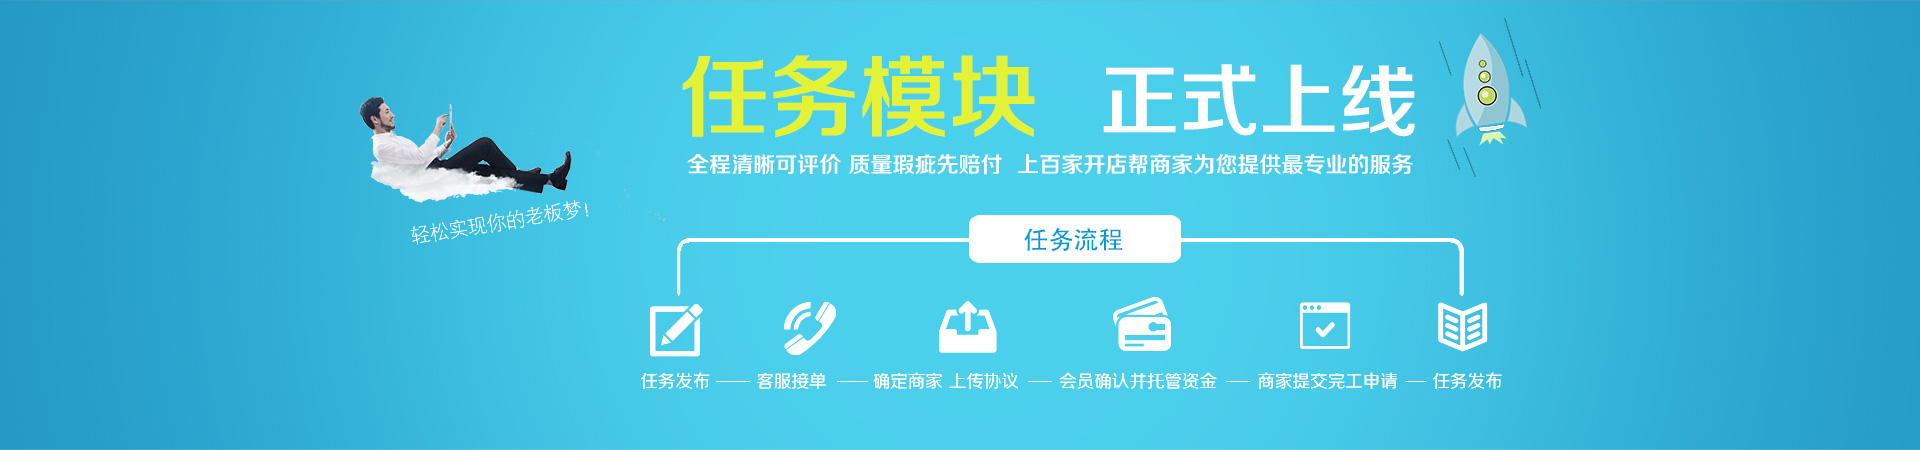 任务模块 正式上线
全程清晰可评价 质量瑕疵先赔付 上百家开店帮商家为您提供最专业的服务
轻松实现你的老板梦!
任务流程
任务发布 —— 客服接单 —— 确定商家 上传协议 —— 会员确认并托管资金 —— 商家提交完工申请 —— 任务发布